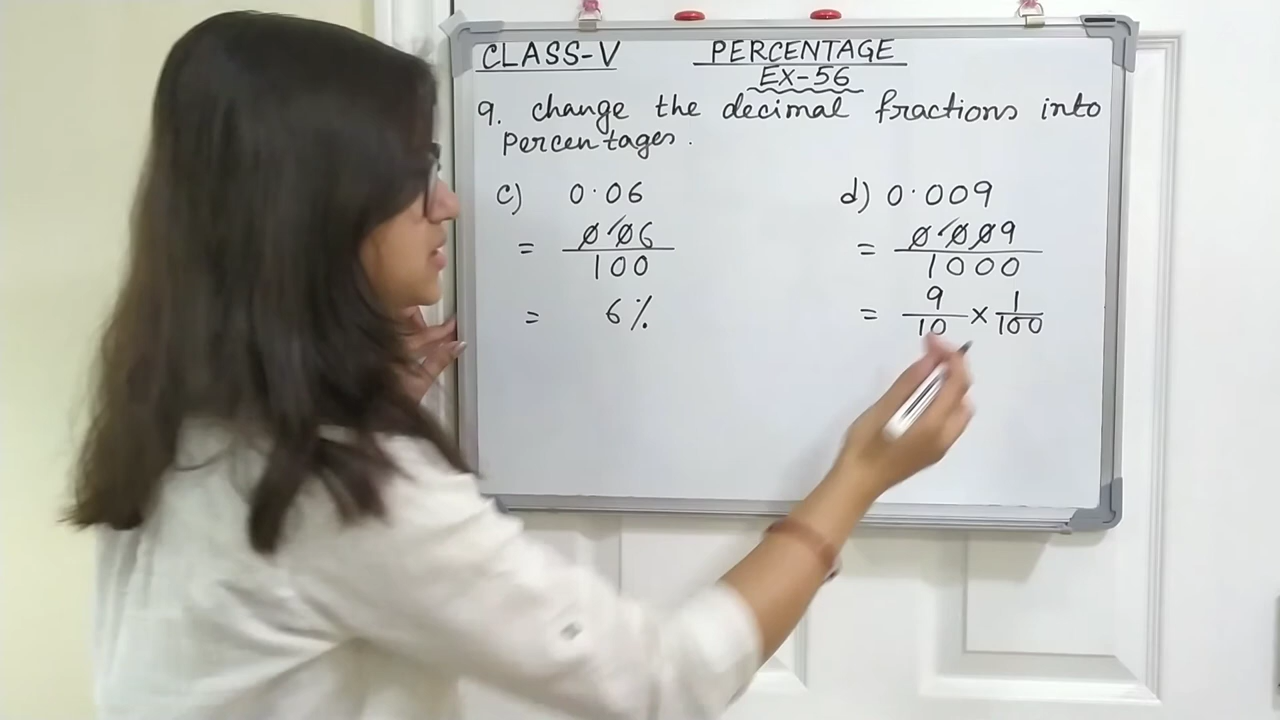 CLASS-V PERCENTAGE
EX-56
9. change the decimal fractions into
percentages.
c) 0.06
= 0.06/100
= 6%
d) 0.009
= 0.009/1000
= 9/10 × 1/100